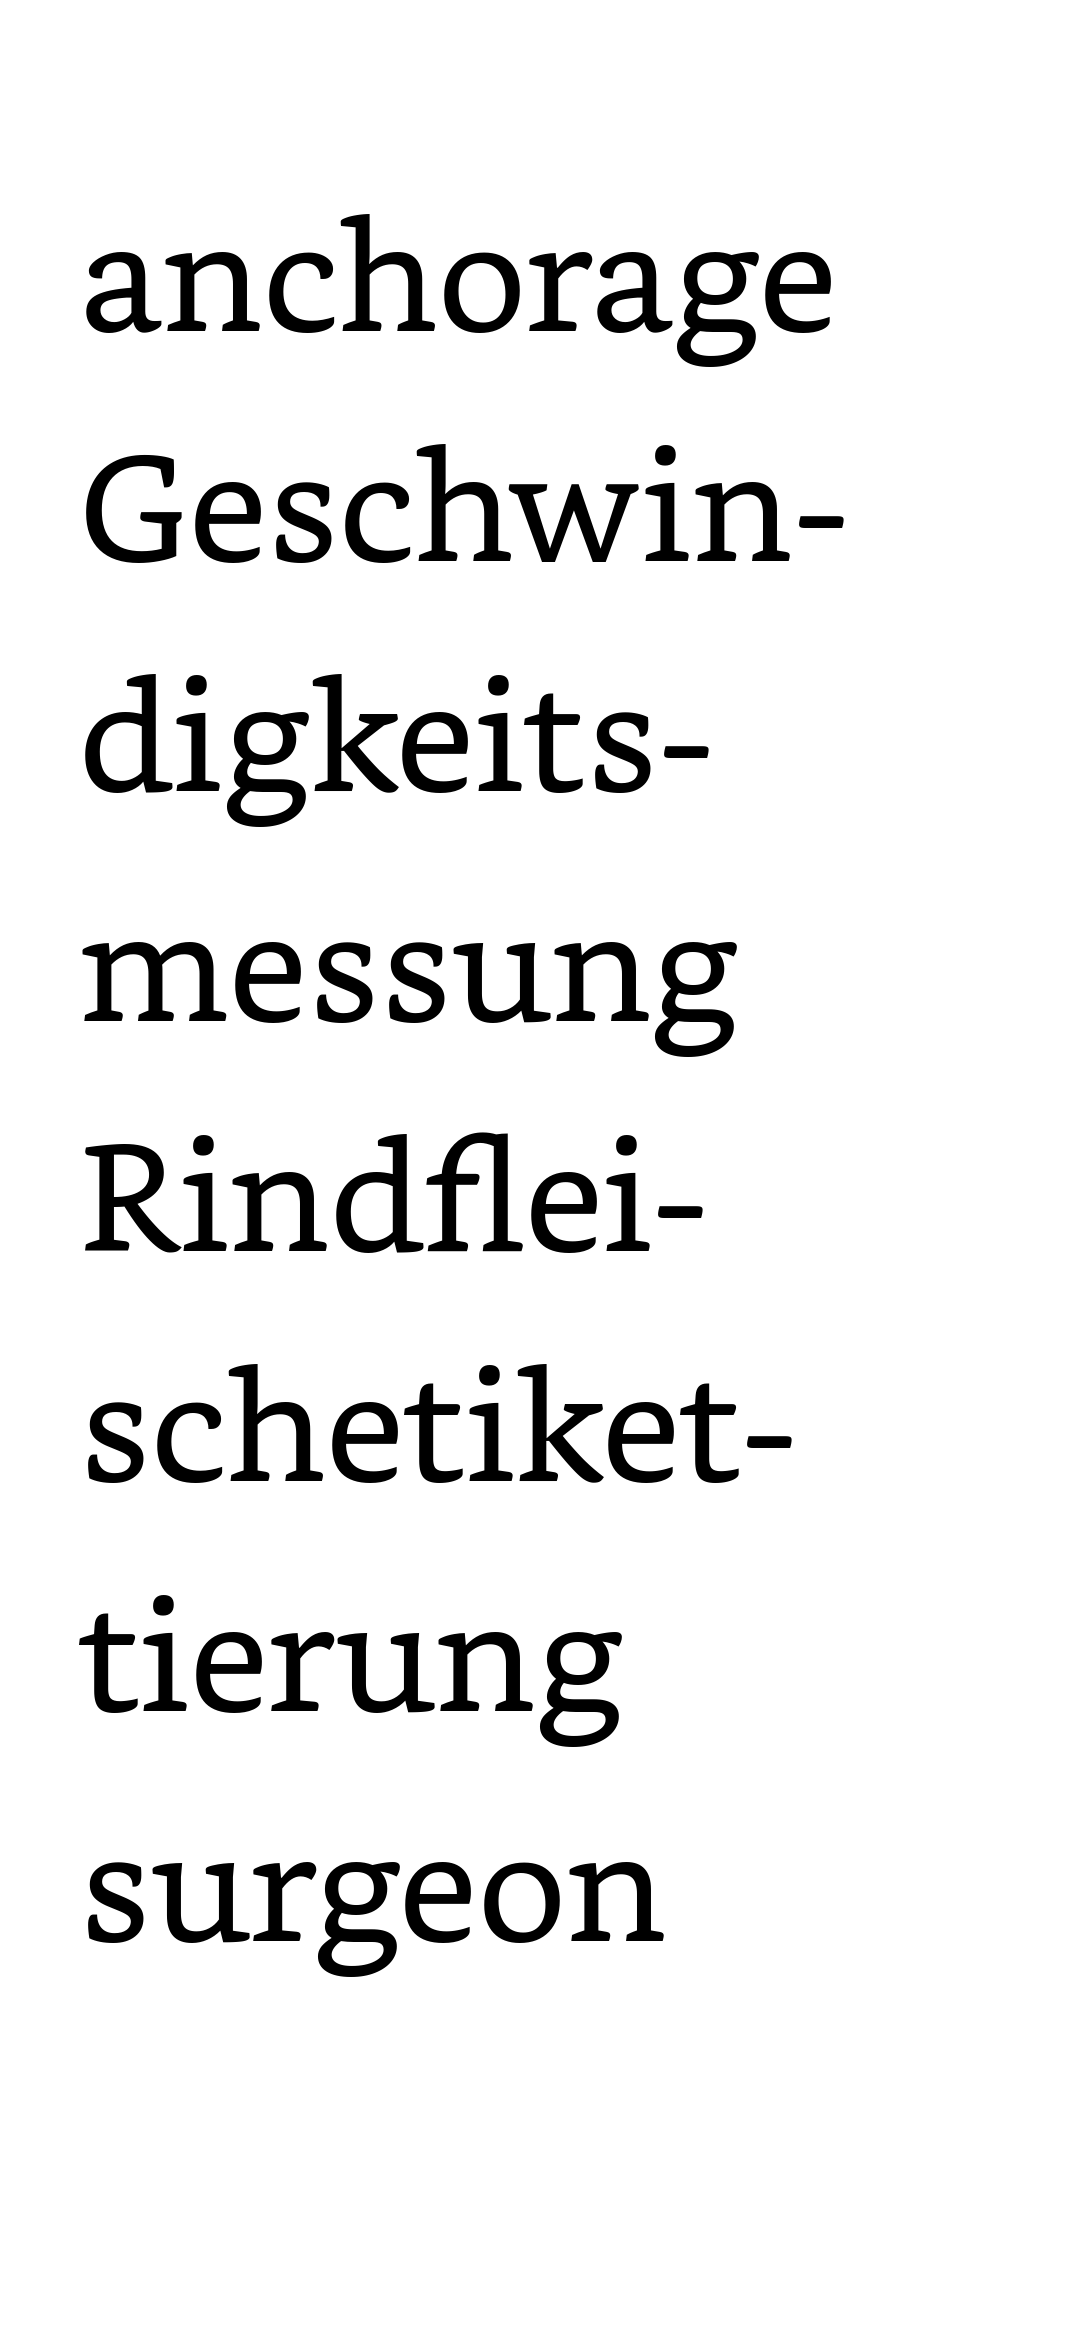 anchorage
Geschwin-
digkeits-
messung
Rindflei-
schetiket-
tierung
surgeon